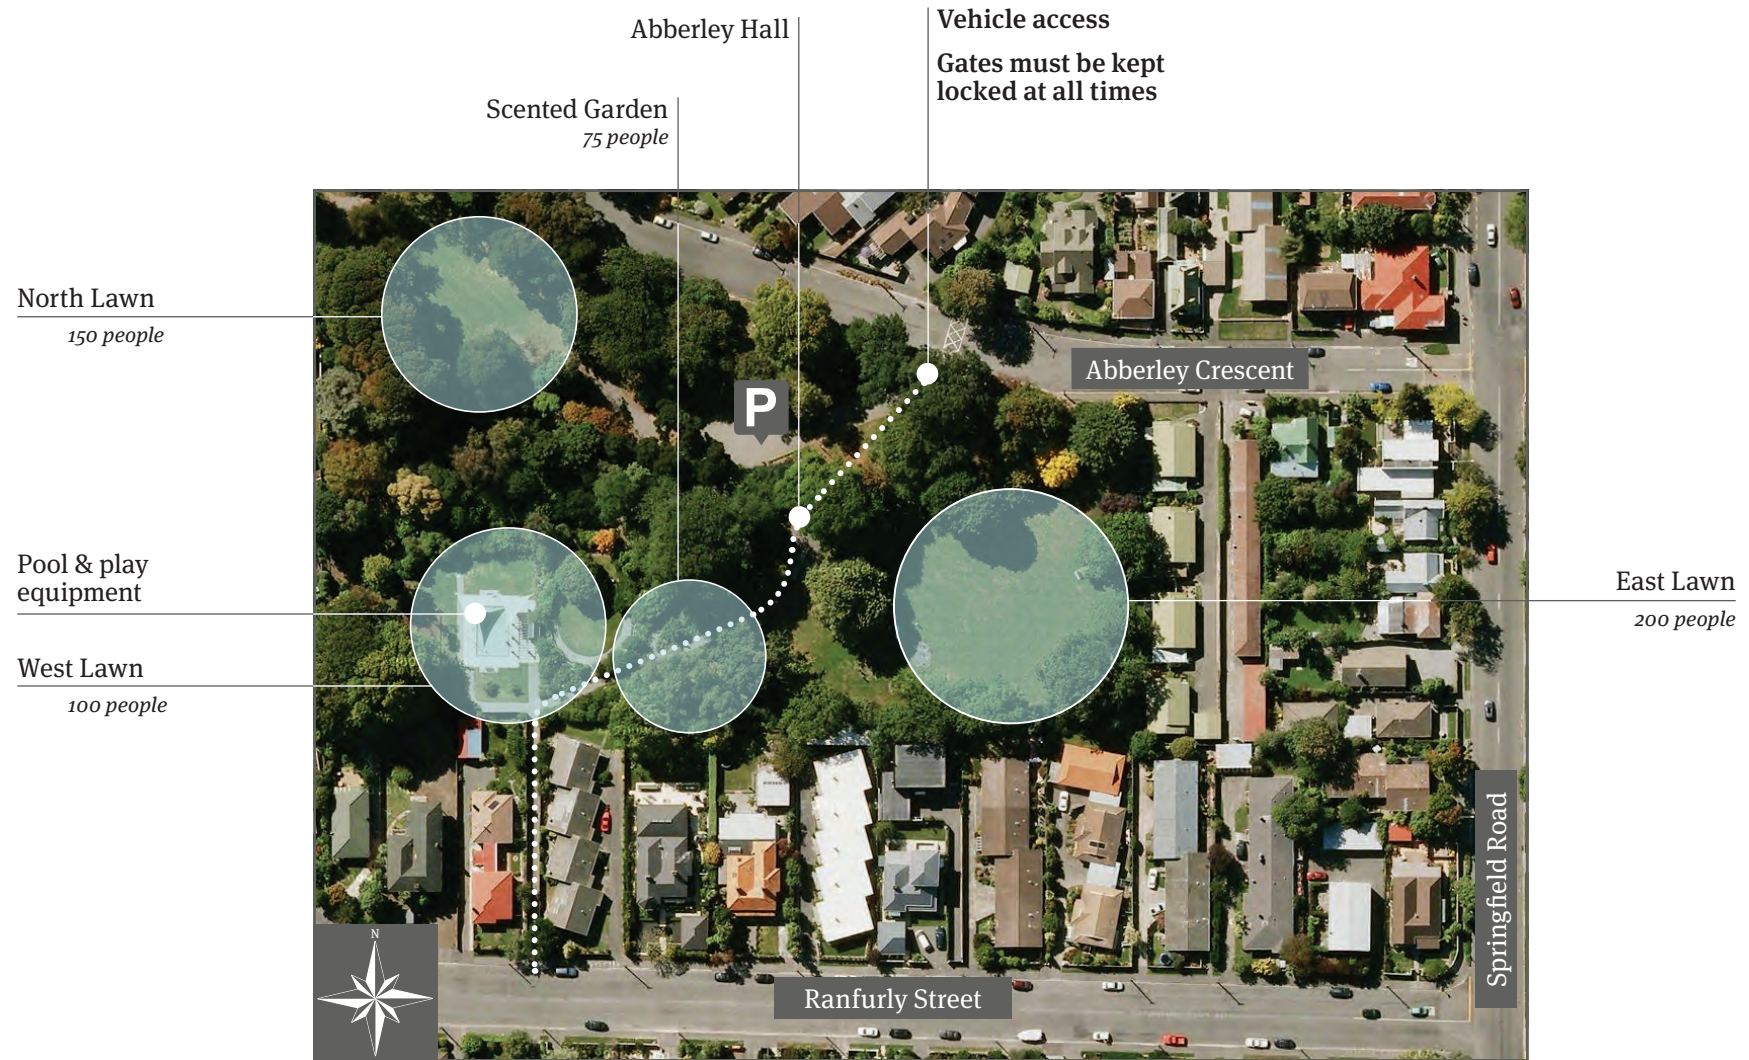 Abberley Hall
Vehicle access
Gates must be kept
locked at all times
Scented Garden
75 people
North Lawn
150 people
P
Abberley Crescent
Pool & play
equipment
East Lawn
200 people
West Lawn
100 people
Springfield Road
N
Ranfurly Street